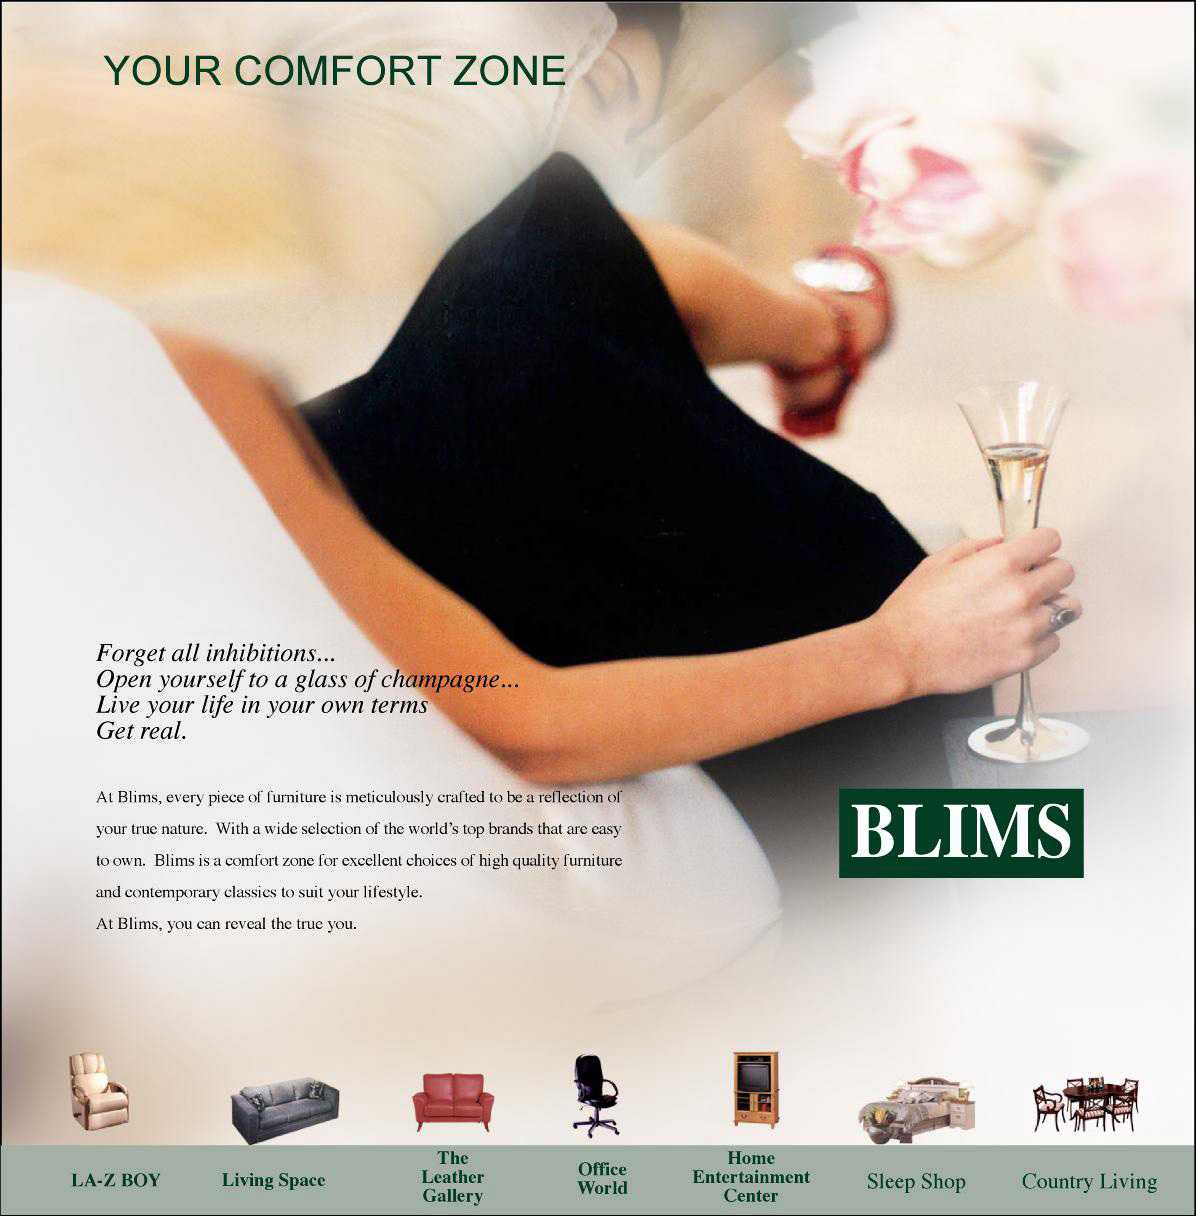 YOUR COMFORT ZONE
Forget all inhibitions...
Open yourself to a glass of champagne...
Live your life in your own terms
Get real.
At Blims, every piece of furniture is meticulously crafted to be a reflection of
your true nature. With a wide selection of the world's top brands that are easy
to own. Blims is a comfort zone for excellent choices of high quality furniture
and contemporary classics to suit your lifestyle.
At Blims, you can reveal the true you.
BLIMS
LA-Z BOY
Living Space
The
Leather
Gallery
Office
World
Home
Entertainment
Center
Sleep Shop
Country Living